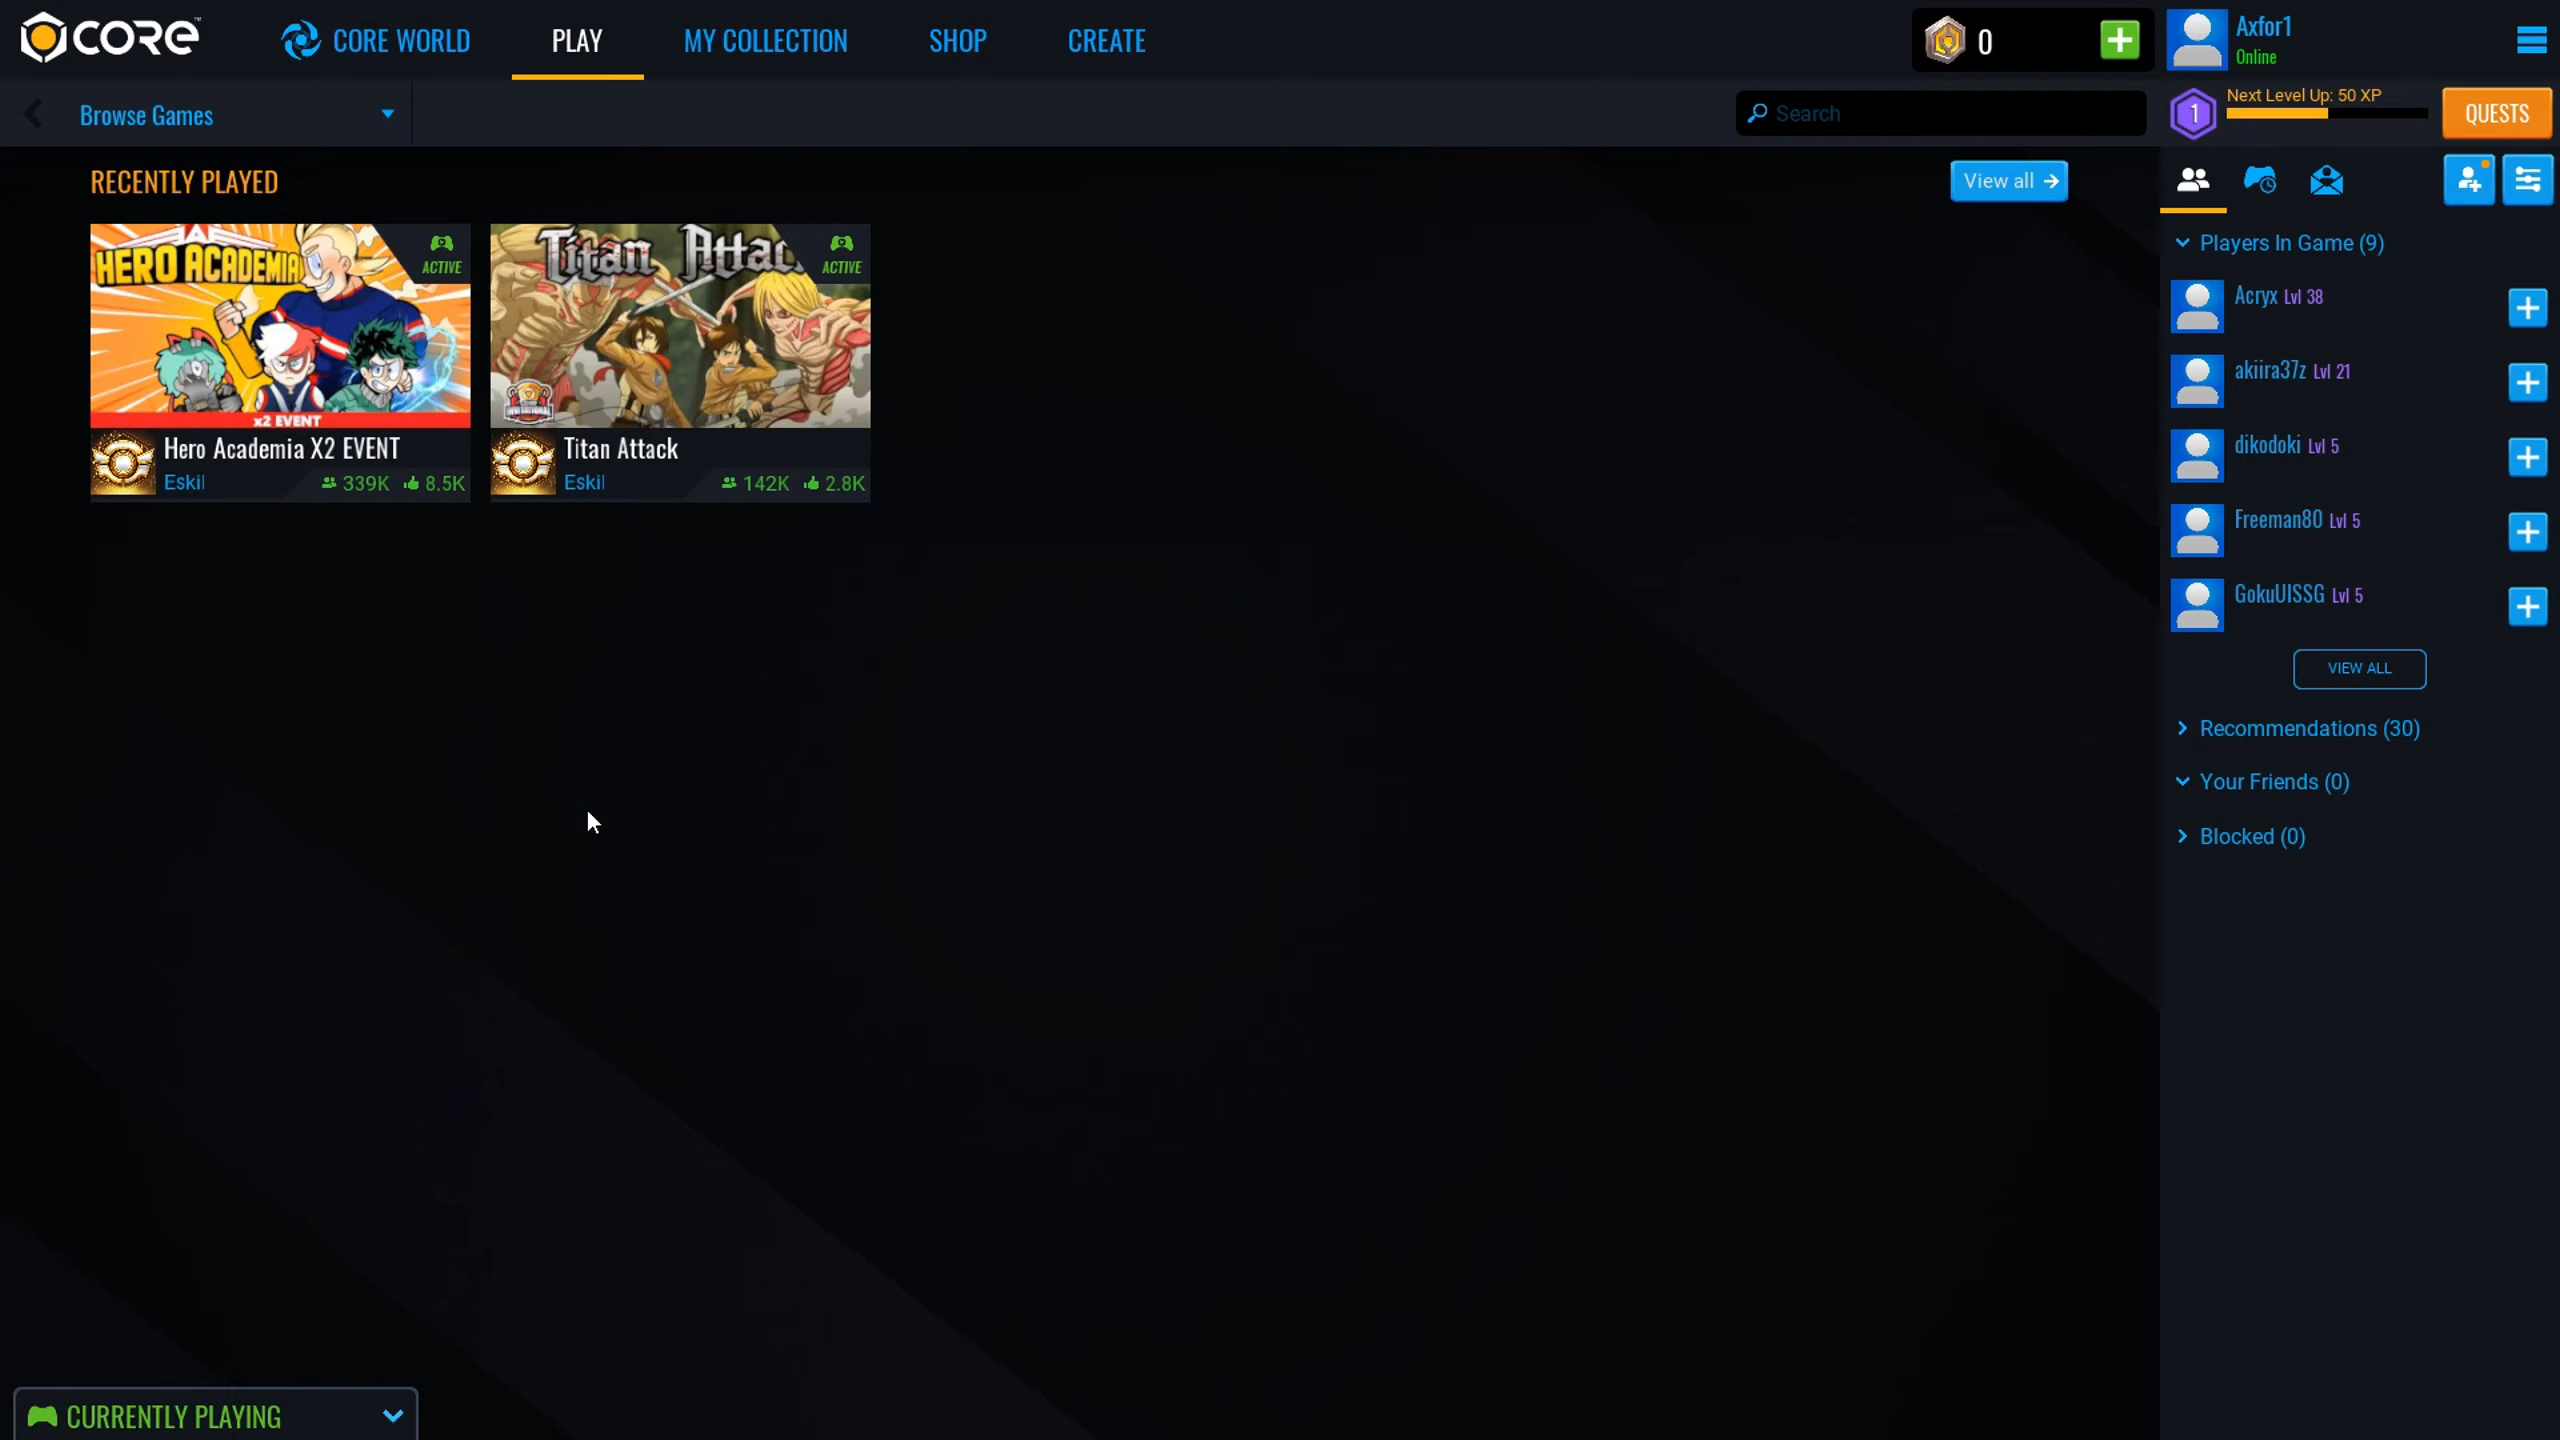 CORE™
CORE WORLD
PLAY
MY COLLECTION
SHOP
CREATE
0
Axfor1
Online
Browse Games
Search
1
Next Level Up: 50 XP
QUESTS
RECENTLY PLAYED
View all
HERO ACADEMIA
ACTIVE
x2 EVENT
Hero Academia X2 EVENT
Eskil
339K
8.5K
Titan Attac
ACTIVE
Titan Attack
Eskil
142K
2.8K
Players In Game (9)
Acryx Lvl 38
akiira37z Lvl 21
dikodoki Lvl 5
Freeman80 Lvl 5
GokuUISSG Lvl 5
VIEW ALL
Recommendations (30)
Your Friends (0)
Blocked (0)
CURRENTLY PLAYING